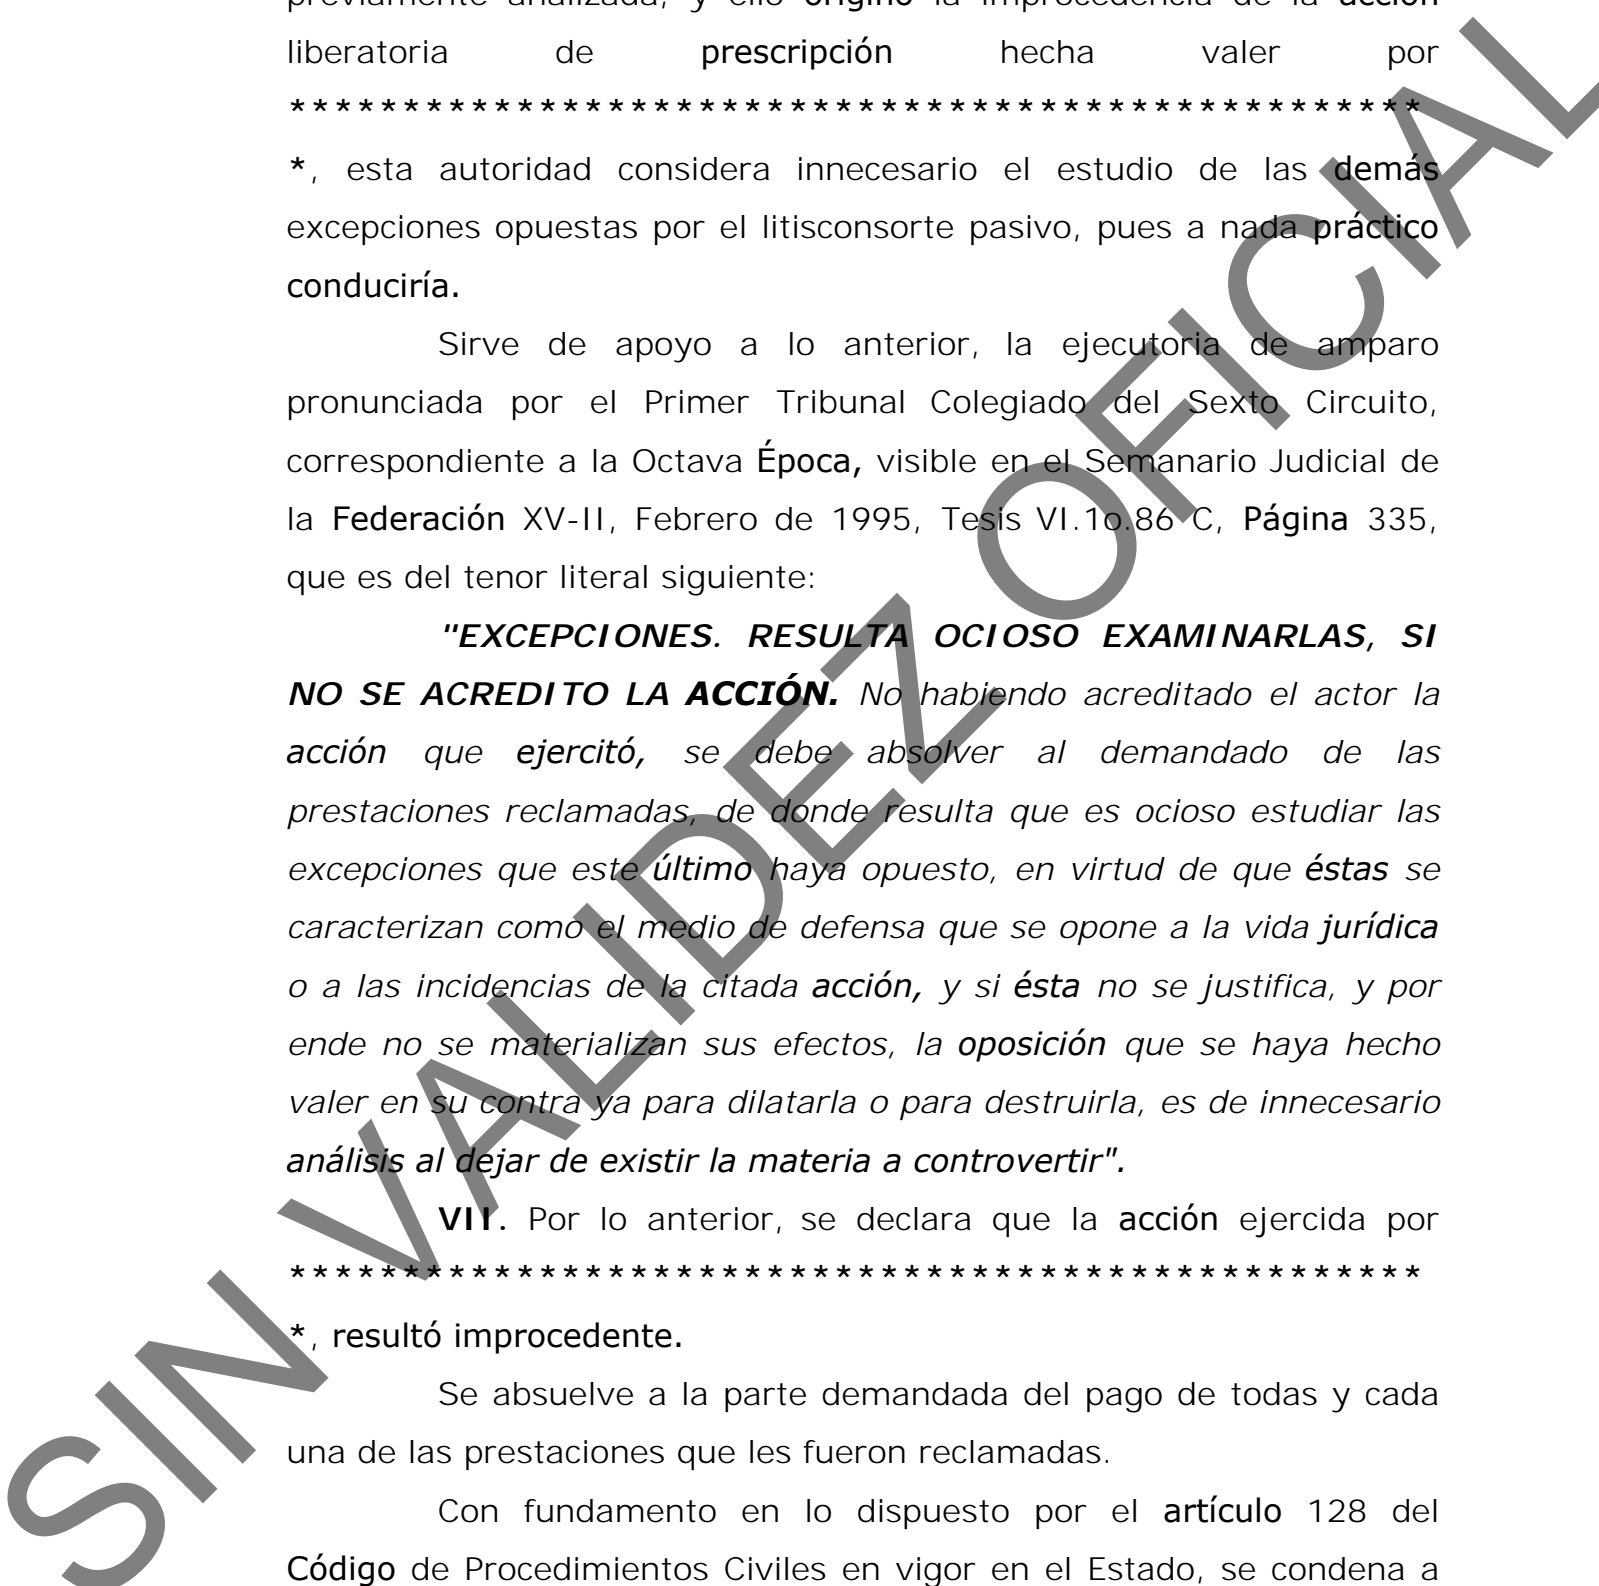 previamente analizada, y ello originó la improcedencia de la acción
liberatoria de prescripción hecha valer por
**************************************************
*, esta autoridad considera innecesario el estudio de las demás
excepciones opuestas por el litisconsorte pasivo, pues a nada práctico
conduciría.
Sirve de apoyo a lo anterior, la ejecutoria de amparo
pronunciada por el Primer Tribunal Colegiado del Sexto Circuito,
correspondiente a la Octava Época, visible en el Semanario Judicial de
la Federación XV-II, Febrero de 1995, Tesis VI.1o.86 C, Página 335,
que es del tenor literal siguiente:
"EXCEPCIONES. RESULTA OCIOSO EXAMINARLAS, SI
NO SE ACREDITO LA ACCIÓN. No habiendo acreditado el actor la
acción que ejercitó, se debe absolver al demandado de las
prestaciones reclamadas, de donde resulta que es ocioso estudiar las
excepciones que este último haya opuesto, en virtud de que éstas se
caracterizan como el medio de defensa que se opone a la vida jurídica
o a las incidencias de la citada acción, y si ésta no se justifica, y por
ende no se materializan sus efectos, la oposición que se haya hecho
valer en su contra ya para dilatarla o para destruirla, es de innecesario
análisis al dejar de existir la materia a controvertir".
VII. Por lo anterior, se declara que la acción ejercida por
**************************************************
*, resultó improcedente.
Se absuelve a la parte demandada del pago de todas y cada
una de las prestaciones que les fueron reclamadas.
Con fundamento en lo dispuesto por el artículo 128 del
Código de Procedimientos Civiles en vigor en el Estado, se condena a
SIN VALIDEZ OFICIAL